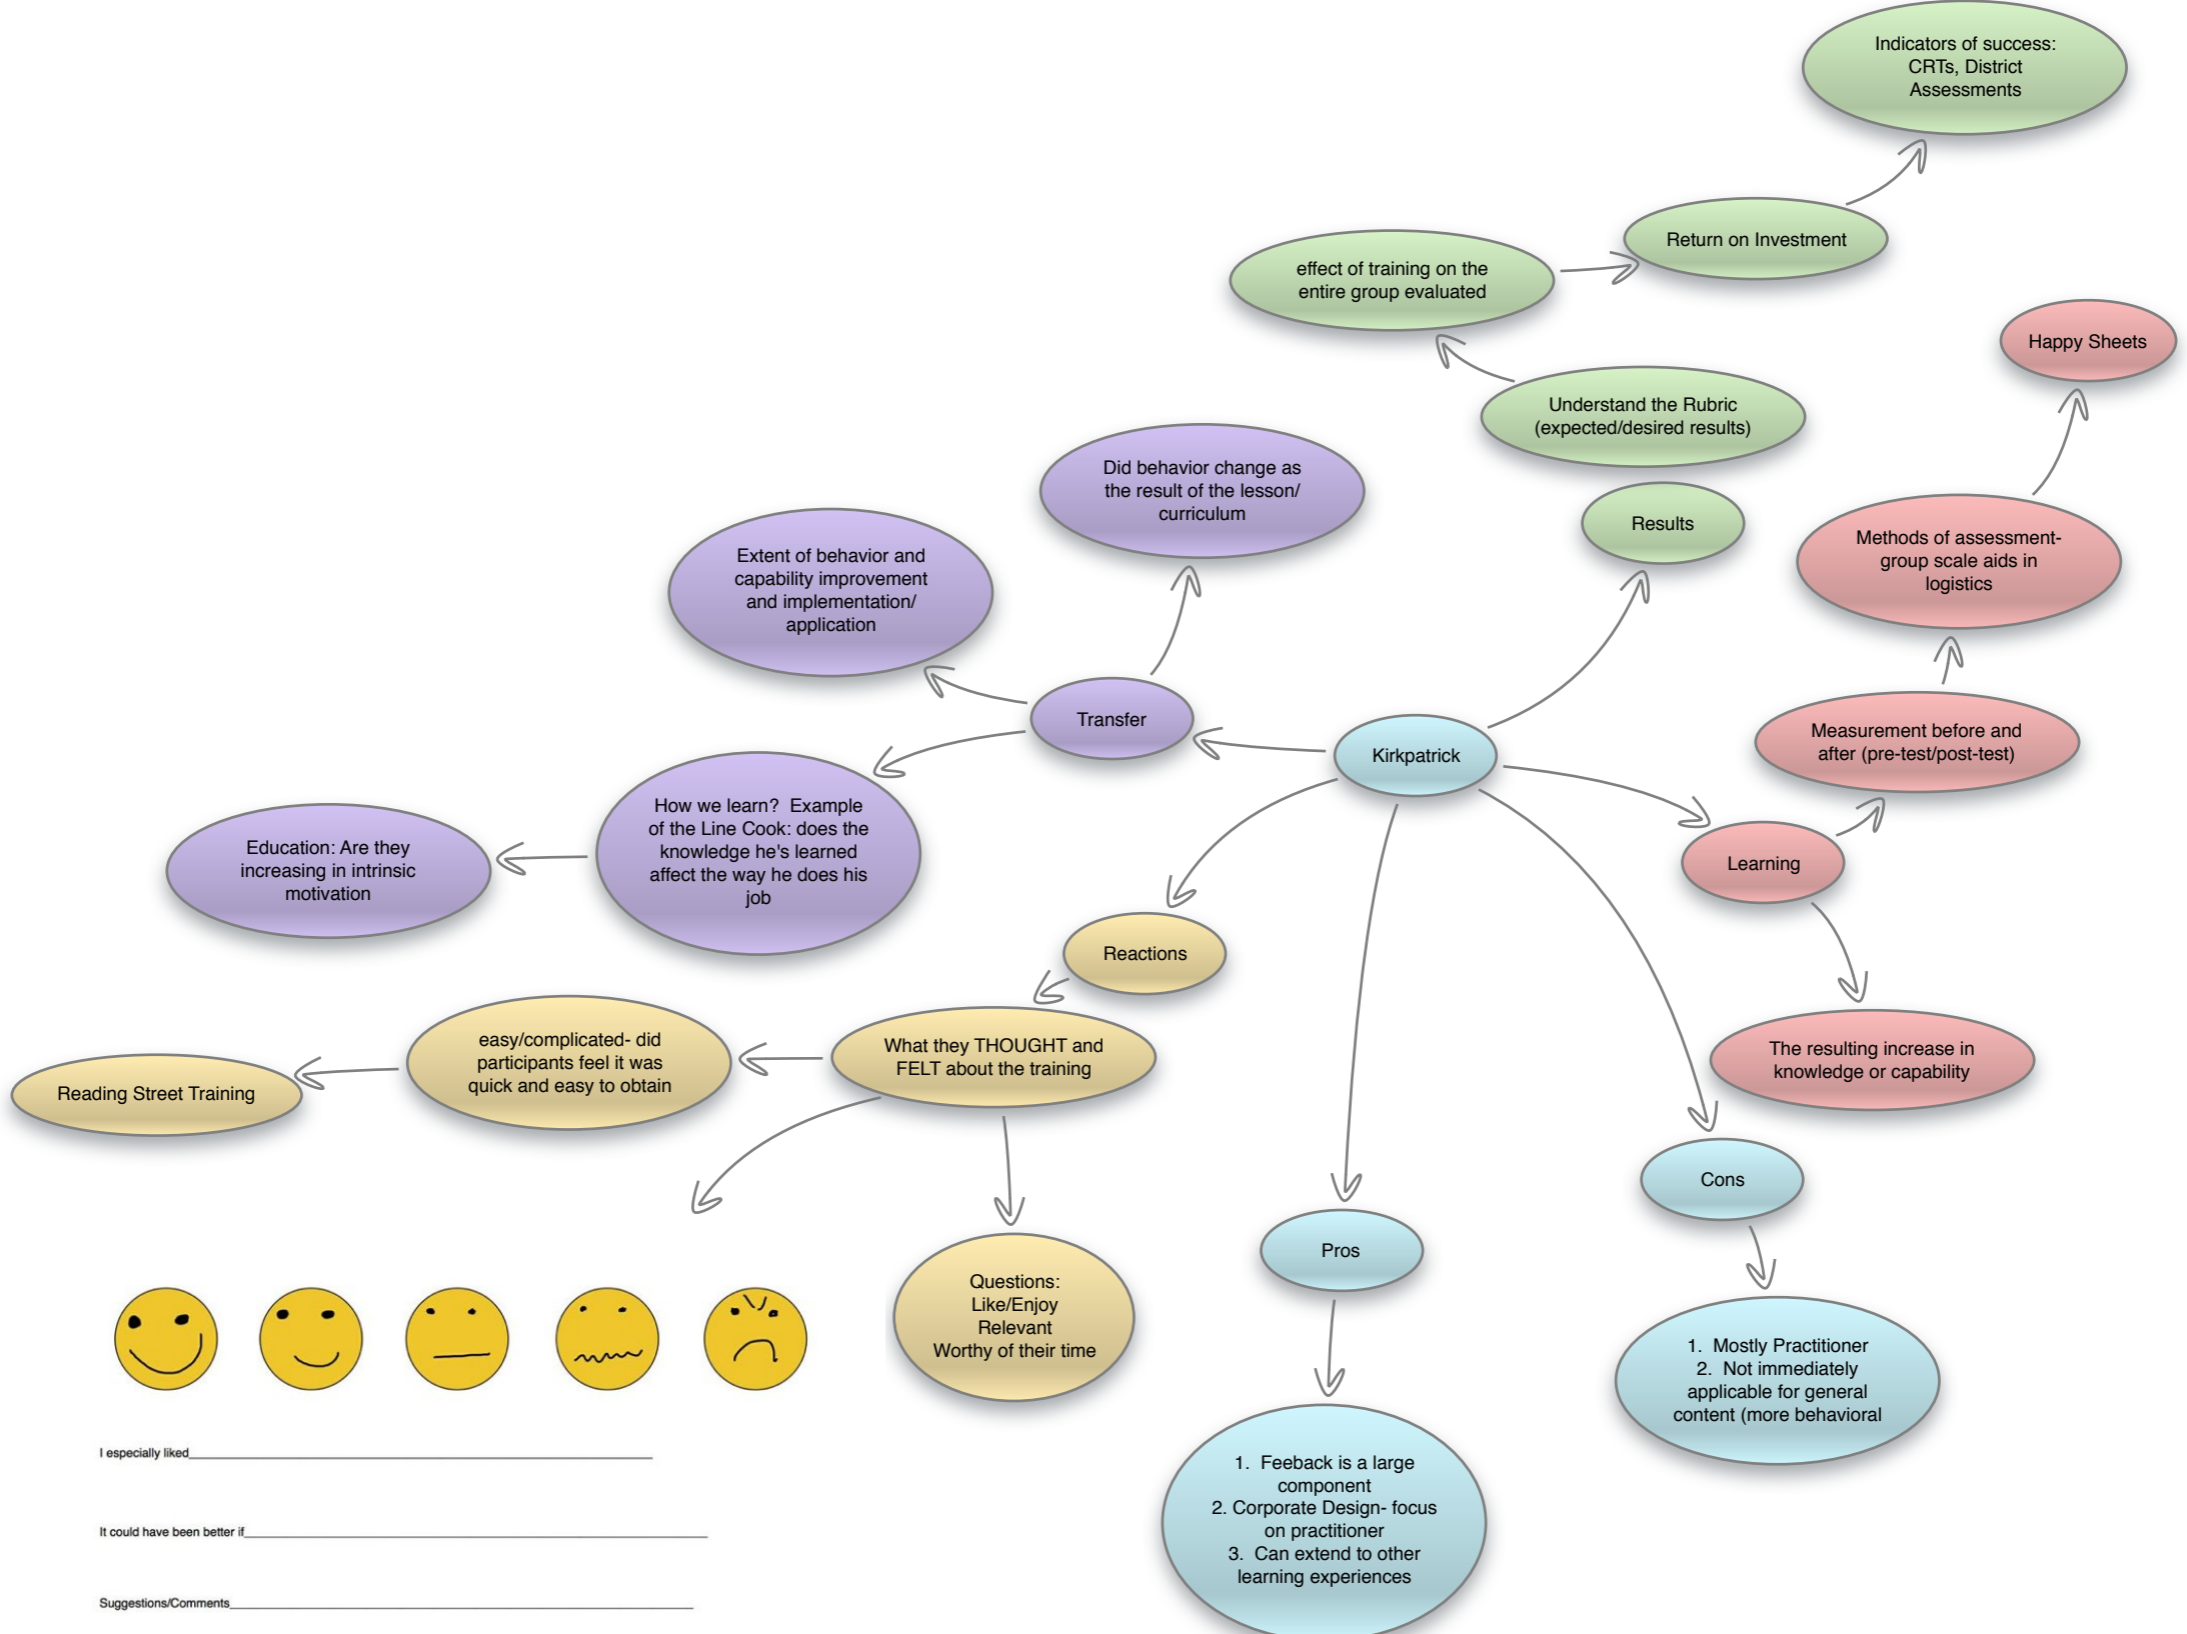 Indicators of success:
CRTs, District
Assessments
Return on Investment
effect of training on the
entire group evaluated
Happy Sheets
Understand the Rubric
(expected/desired results)
Results
Did behavior change as
the result of the lesson/
curriculum
Extent of behavior and
capability improvement
and implementation/
application
Methods of assessment-
group scale aids in
logistics
Transfer
Kirkpatrick
Measurement before and
after (pre-test/post-test)
How we learn?  Example
of the Line Cook: does the
knowledge he's learned
affect the way he does his
job
Education: Are they
increasing in intrinsic
motivation
Learning
Reactions
What they THOUGHT and
FELT about the training
easy/complicated- did
participants feel it was
quick and easy to obtain
Reading Street Training
The resulting increase in
knowledge or capability
Cons
Pros
Questions:
Like/Enjoy
Relevant
Worthy of their time
1.  Mostly Practitioner
2.  Not immediately
applicable for general
content (more behavioral
1.  Feeback is a large
component
2. Corporate Design- focus
on practitioner
3.  Can extend to other
learning experiences
I especially liked
It could have been better if
Suggestions/Comments